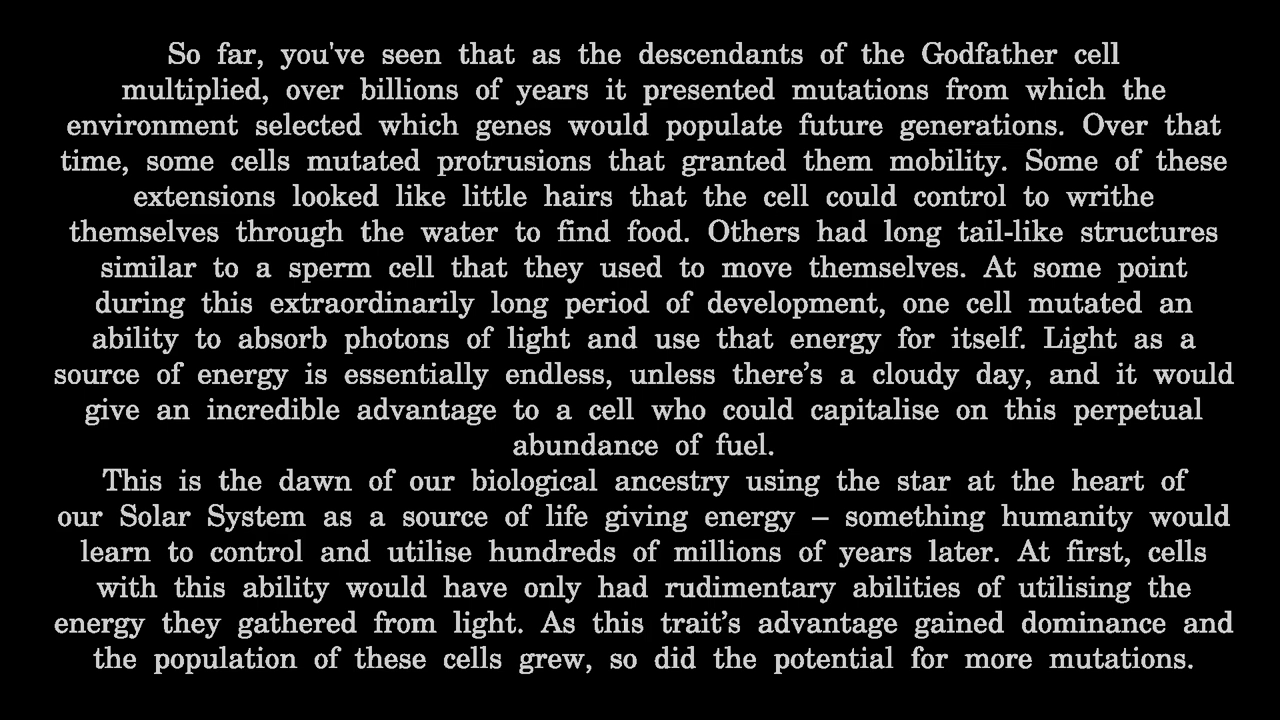 So far, you've seen that as the descendants of the Godfather cell
multiplied, over billions of years it presented mutations from which the
environment selected which genes would populate future generations. Over that
time, some cells mutated protrusions that granted them mobility. Some of these
extensions looked like little hairs that the cell could control to writhe
themselves through the water to find food. Others had long tail-like structures
similar to a sperm cell that they used to move themselves. At some point
during this extraordinarily long period of development, one cell mutated an
ability to absorb photons of light and use that energy for itself. Light as a
source of energy is essentially endless, unless there’s a cloudy day, and it would
give an incredible advantage to a cell who could capitalise on this perpetual
abundance of fuel.
This is the dawn of our biological ancestry using the star at the heart of
our Solar System as a source of life giving energy – something humanity would
learn to control and utilise hundreds of millions of years later. At first, cells
with this ability would have only had rudimentary abilities of utilising the
energy they gathered from light. As this trait’s advantage gained dominance and
the population of these cells grew, so did the potential for more mutations.